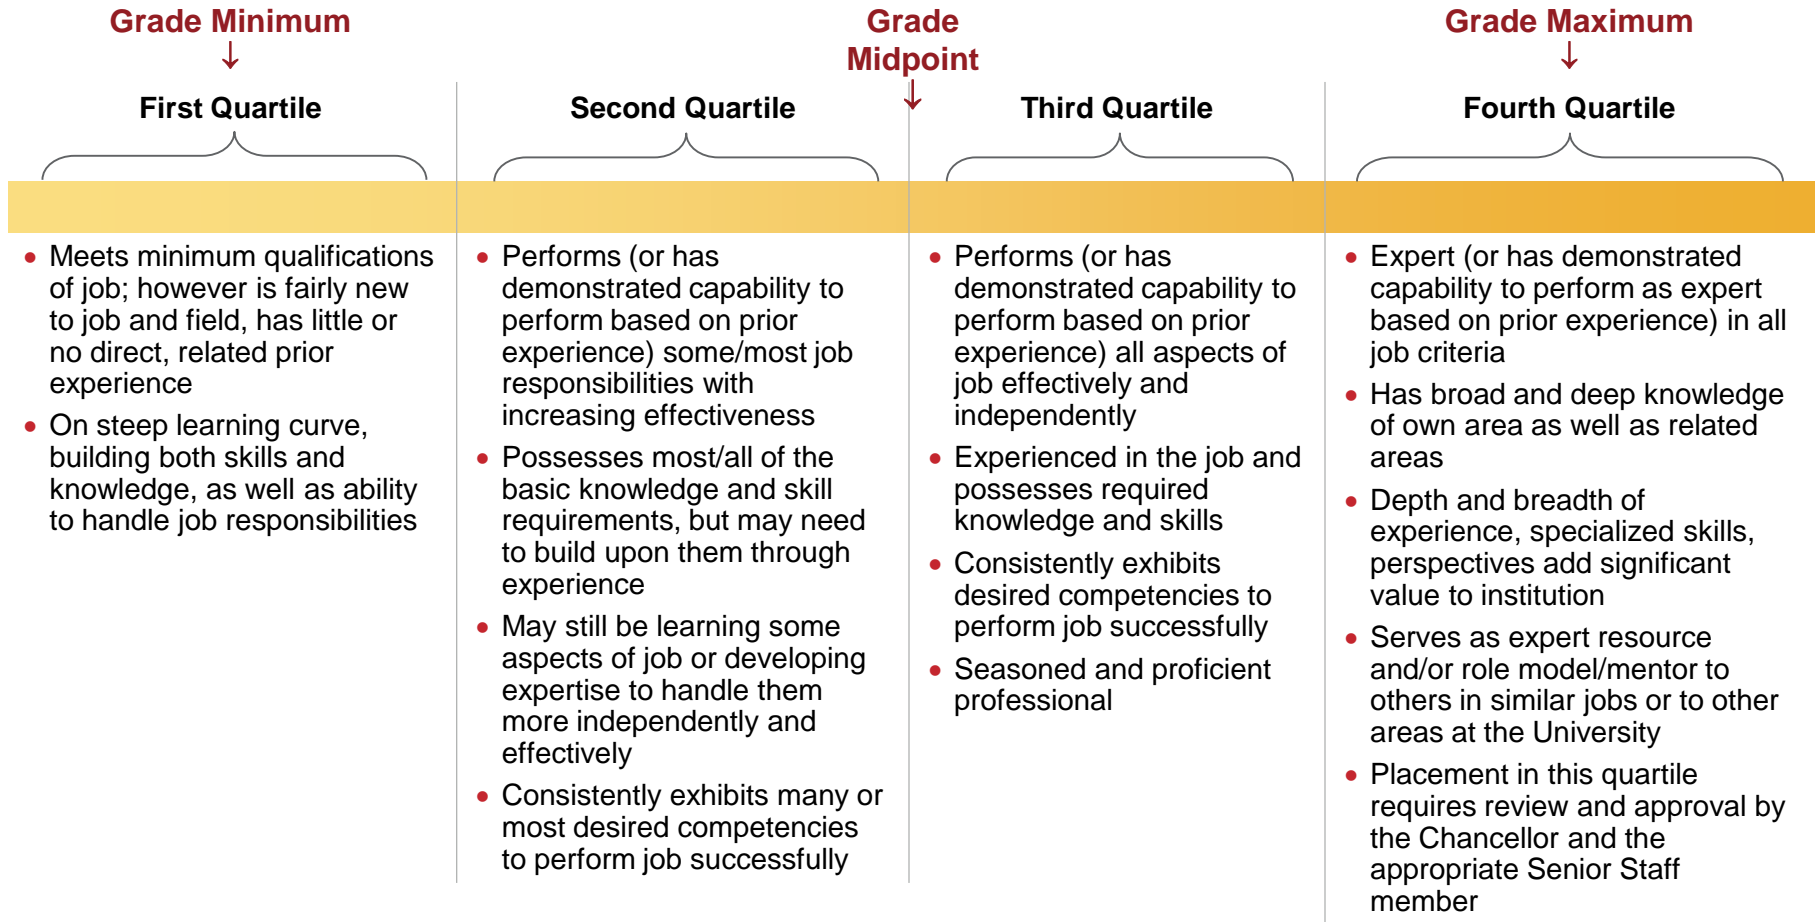 Grade Minimum
↓
Grade
Midpoint
↓
Grade Maximum
↓
First Quartile
Second Quartile
Third Quartile
Fourth Quartile
• Meets minimum qualifications
of job; however is fairly new
to job and field, has little or
no direct, related prior
experience
• On steep learning curve,
building both skills and
knowledge, as well as ability
to handle job responsibilities
• Performs (or has
demonstrated capability to
perform based on prior
experience) some/most job
responsibilities with
increasing effectiveness
• Possesses most/all of the
basic knowledge and skill
requirements, but may need
to build upon them through
experience
• May still be learning some
aspects of job or developing
expertise to handle them
more independently and
effectively
• Consistently exhibits many or
most desired competencies
to perform job successfully
• Performs (or has
demonstrated capability to
perform based on prior
experience) all aspects of
job effectively and
independently
• Experienced in the job and
possesses required
knowledge and skills
• Consistently exhibits
desired competencies to
perform job successfully
• Seasoned and proficient
professional
• Expert (or has demonstrated
capability to perform as expert
based on prior experience) in all
job criteria
• Has broad and deep knowledge
of own area as well as related
areas
• Depth and breadth of
experience, specialized skills,
perspectives add significant
value to institution
• Serves as expert resource
and/or role model/mentor to
others in similar jobs or to other
areas at the University
• Placement in this quartile
requires review and approval by
the Chancellor and the
appropriate Senior Staff
member